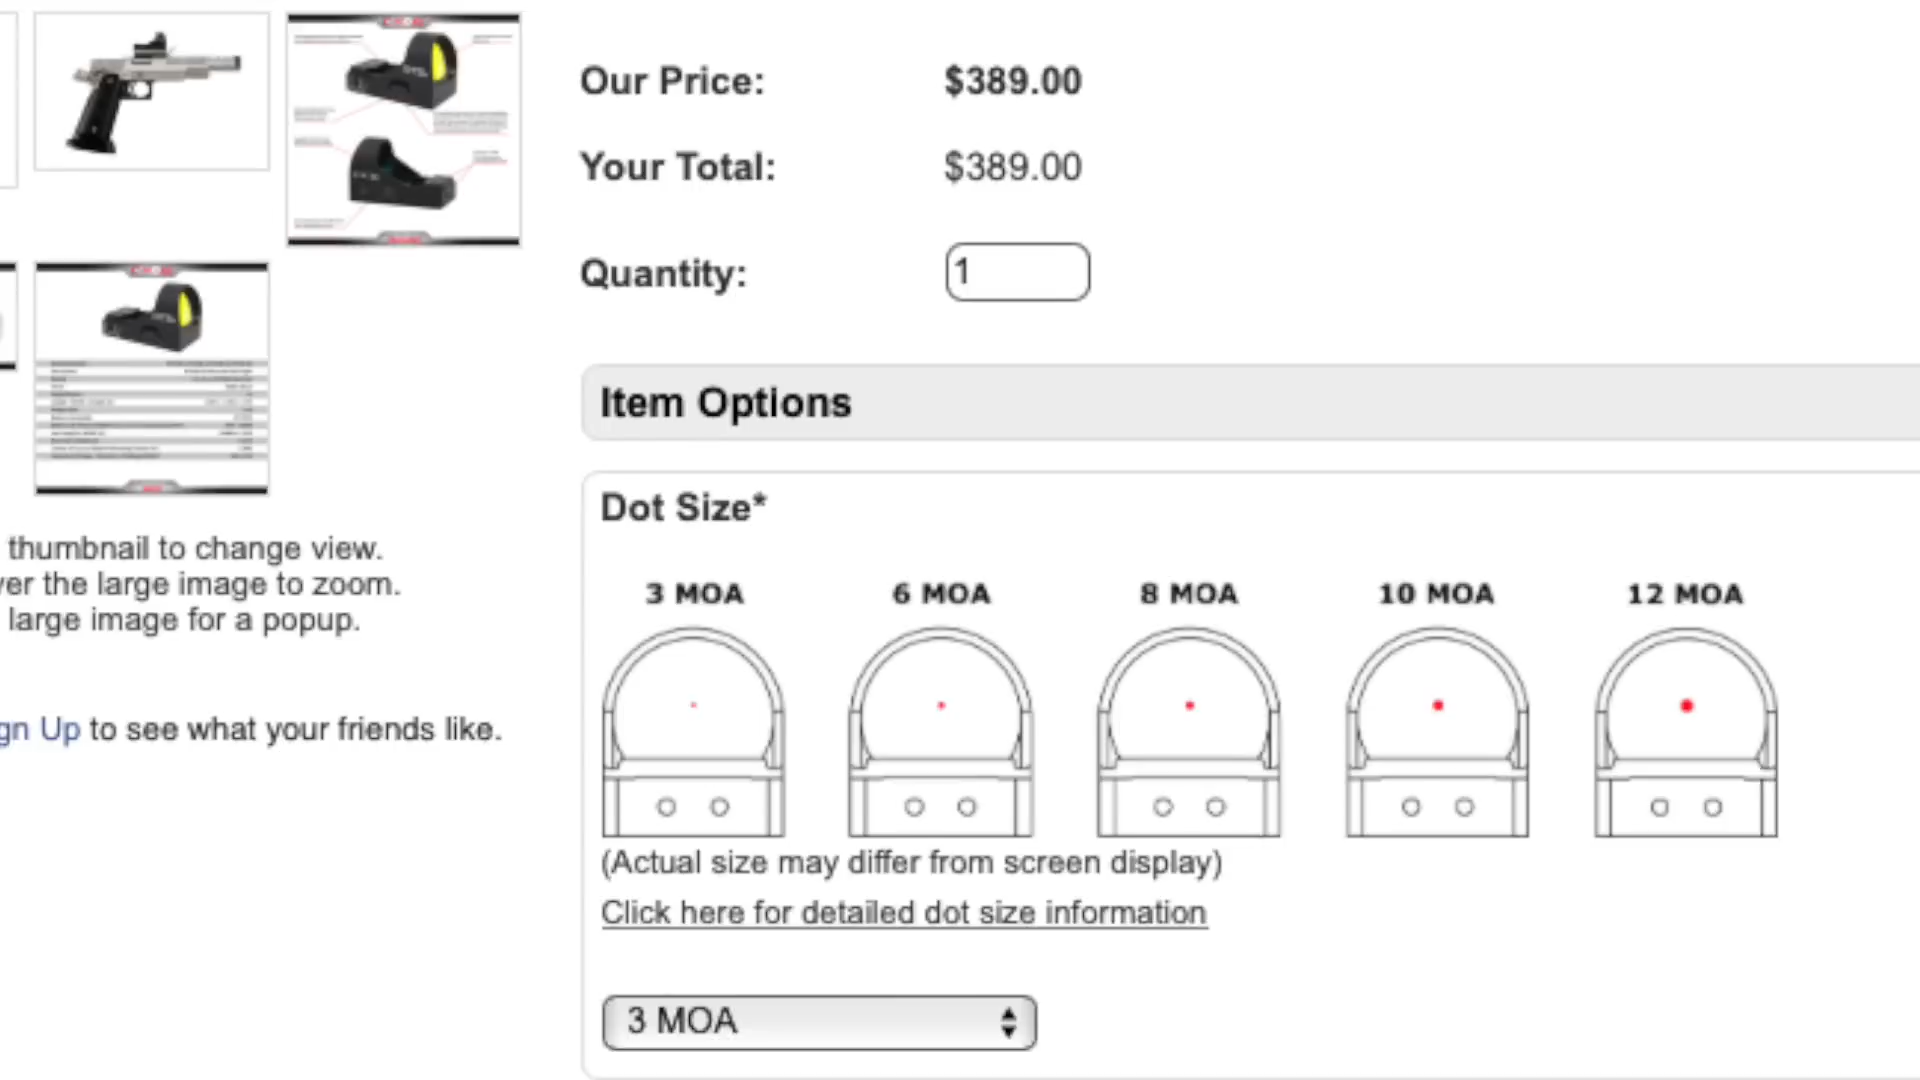 Our Price: $389.00
Your Total: $389.00
Quantity: 1
Item Options
Dot Size*
3 MOA 6 MOA 8 MOA 10 MOA 12 MOA
(Actual size may differ from screen display)
Click here for detailed dot size information
3 MOA
thumbnail to change view.
ver the large image to zoom.
large image for a popup.
gn Up to see what your friends like.